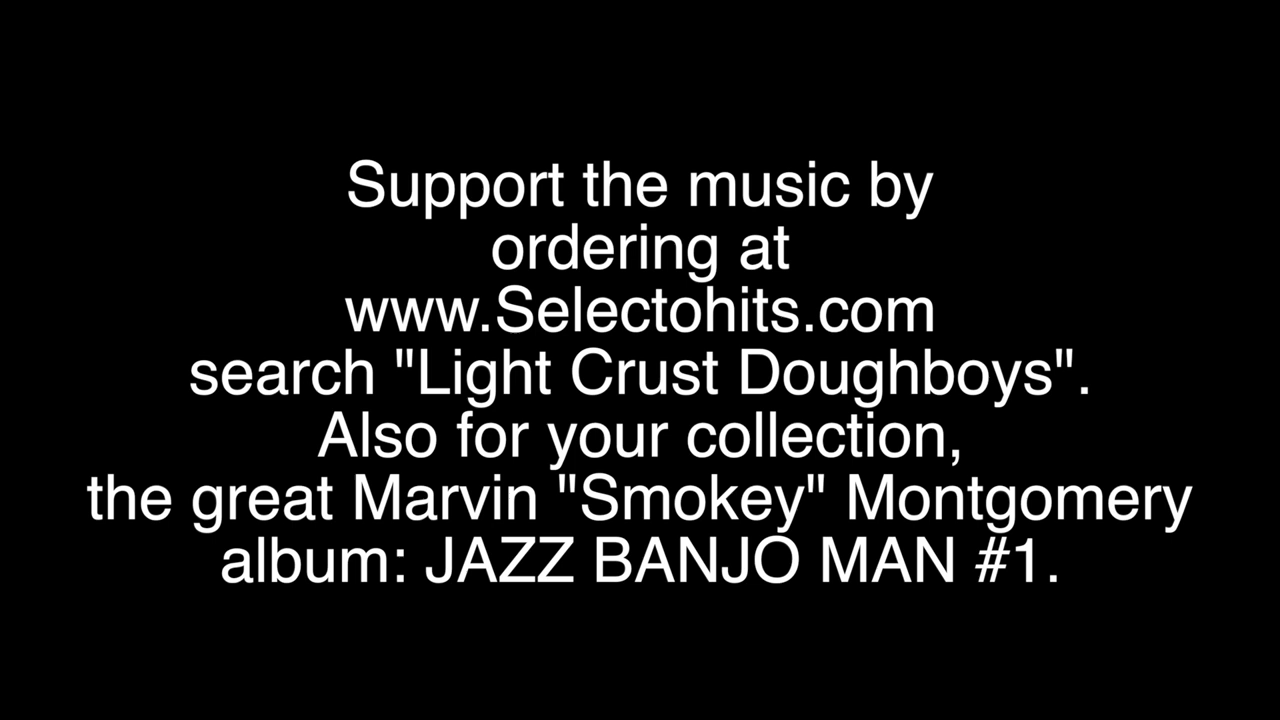 Support the music by
ordering at
www.Selectohits.com
search "Light Crust Doughboys".
Also for your collection,
the great Marvin "Smokey" Montgomery
album: JAZZ BANJO MAN #1.